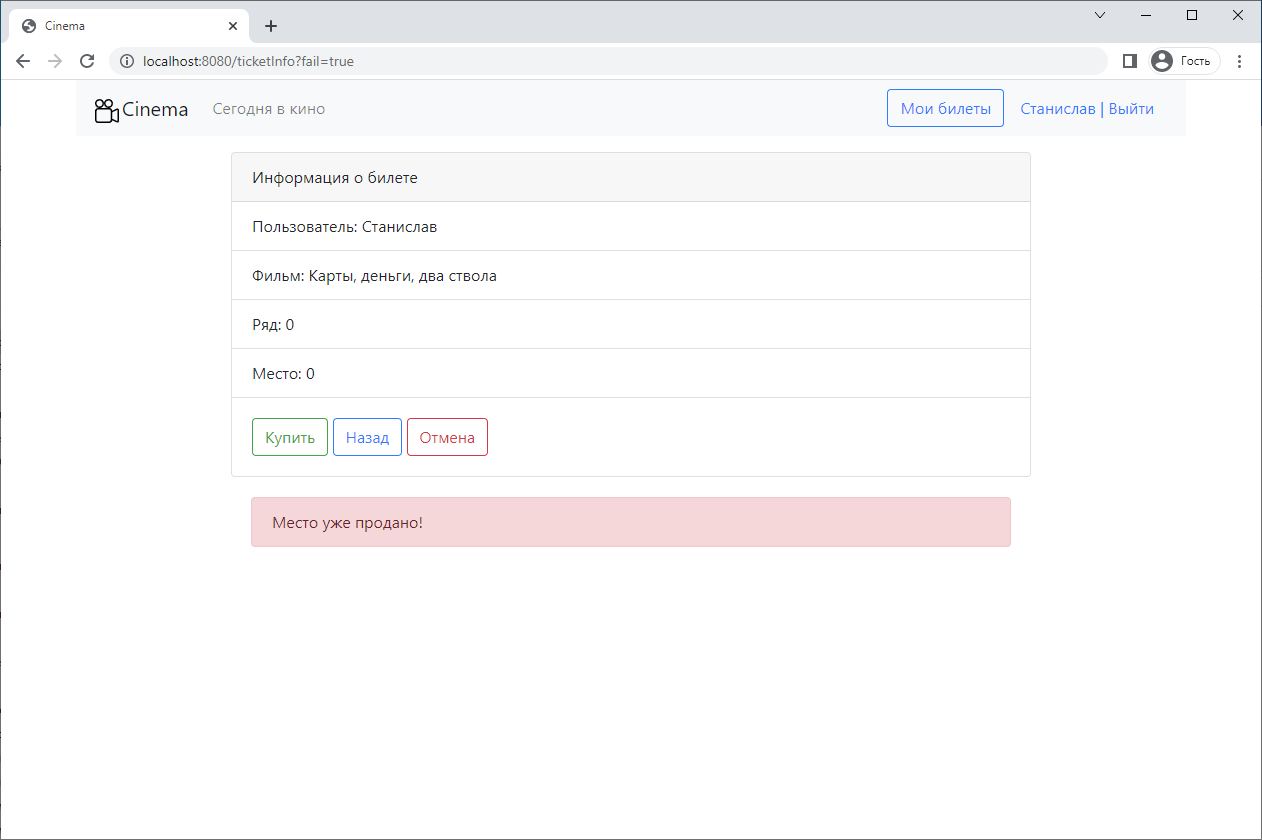 Cinema
localhost:8080/ticketInfo?fail=true
Гость
Cinema
Сегодня в кино
Мои билеты
Станислав | Выйти
Информация о билете
Пользователь: Станислав
Фильм: Карты, деньги, два ствола
Ряд: 0
Место: 0
Купить
Назад
Отмена
Место уже продано!